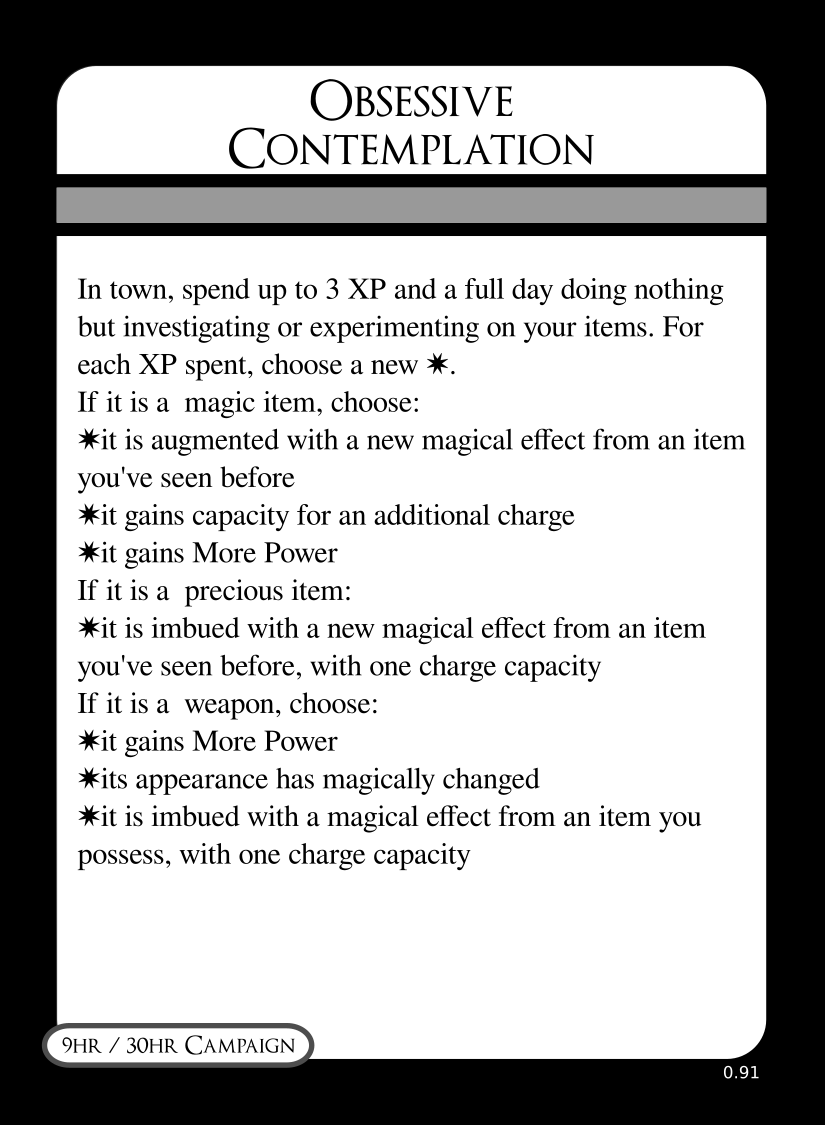 Obsessive
Contemplation
In town, spend up to 3 XP and a full day doing nothing
but investigating or experimenting on your items. For
each XP spent, choose a new ✷.
If it is a  magic item, choose:
✷it is augmented with a new magical effect from an item
you've seen before
✷it gains capacity for an additional charge
✷it gains More Power
If it is a  precious item:
✷it is imbued with a new magical effect from an item
you've seen before, with one charge capacity
If it is a  weapon, choose:
✷it gains More Power
✷its appearance has magically changed
✷it is imbued with a magical effect from an item you
possess, with one charge capacity
9hr / 30hr Campaign
0.91